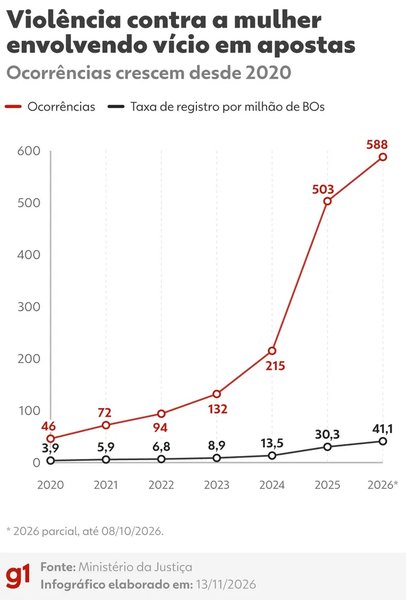 Violência contra a mulher
envolvendo vício em apostas
Ocorrências crescem desde 2020
Ocorrências Taxa de registro por milhão de BOs
600
500
400
300
200
100
0
46
72
94
132
215
503
588
3,9
5,9
6,8
8,9
13,5
30,3
41,1
2020 2021 2022 2023 2024 2025 2026*
* 2026 parcial, até 08/10/2026.
g1
Fonte: Ministério da Justiça
Infográfico elaborado em: 13/11/2026